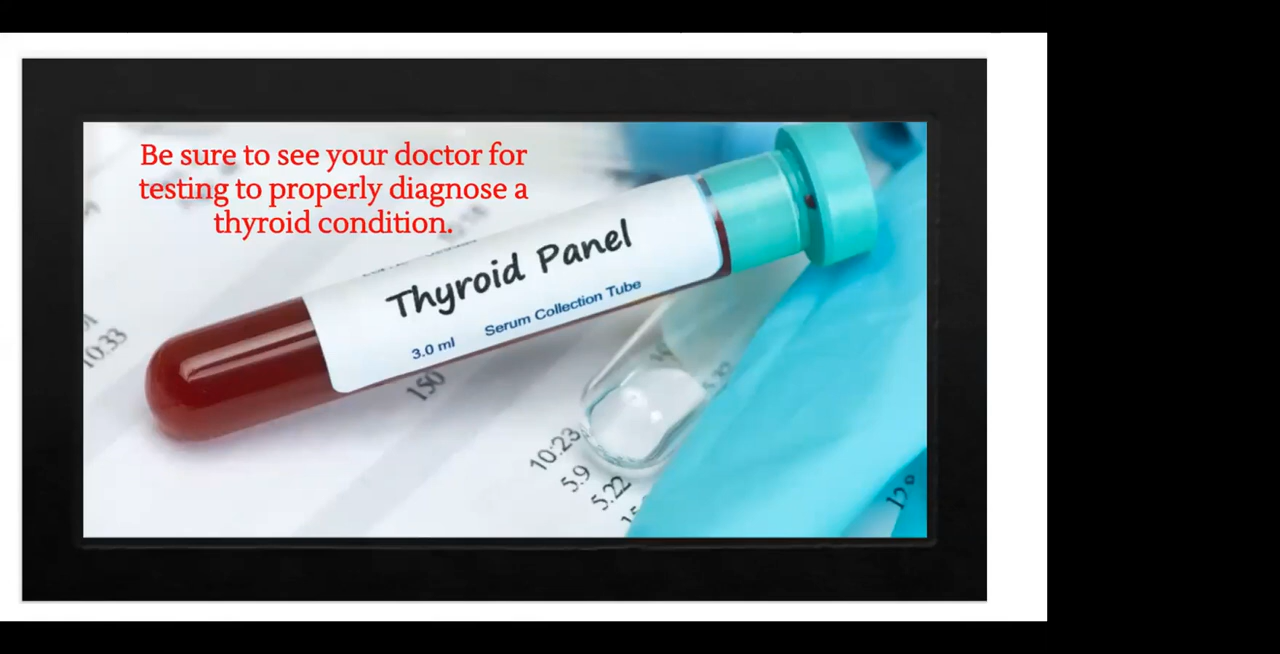 Be sure to see your doctor for
testing to properly diagnose a
thyroid condition.
Thyroid Panel
Serum Collection Tube
3.0 ml
10:33
150
10:23
5.9
5.22